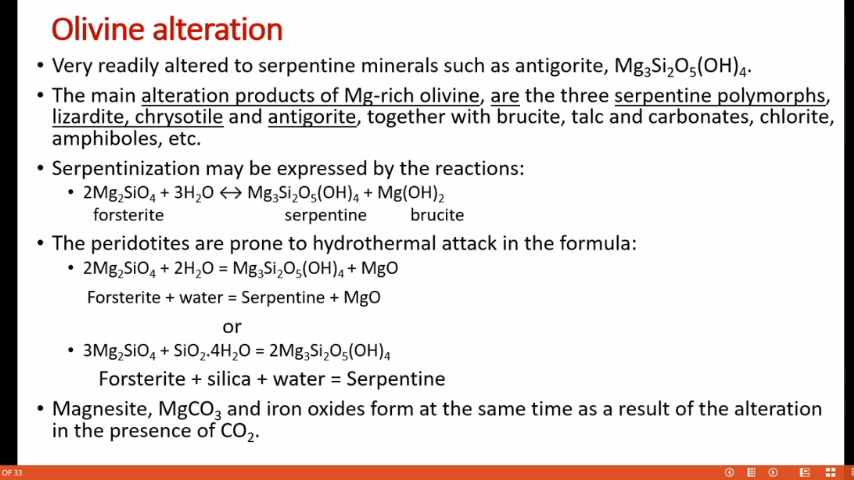 Olivine alteration
• Very readily altered to serpentine minerals such as antigorite, Mg₃Si₂O₅(OH)₄.
• The main alteration products of Mg-rich olivine, are the three serpentine polymorphs,
lizardite, chrysotile and antigorite, together with brucite, talc and carbonates, chlorite,
amphiboles, etc.
• Serpentinization may be expressed by the reactions:
• 2Mg₂SiO₄ + 3H₂O ↔ Mg₃Si₂O₅(OH)₄ + Mg(OH)₂
forsterite serpentine brucite
• The peridotites are prone to hydrothermal attack in the formula:
• 2Mg₂SiO₄ + 2H₂O = Mg₃Si₂O₅(OH)₄ + MgO
Forsterite + water = Serpentine + MgO
or
• 3Mg₂SiO₄ + SiO₂.4H₂O = 2Mg₃Si₂O₅(OH)₄
Forsterite + silica + water = Serpentine
• Magnesite, MgCO₃ and iron oxides form at the same time as a result of the alteration
in the presence of CO₂.
OF 33